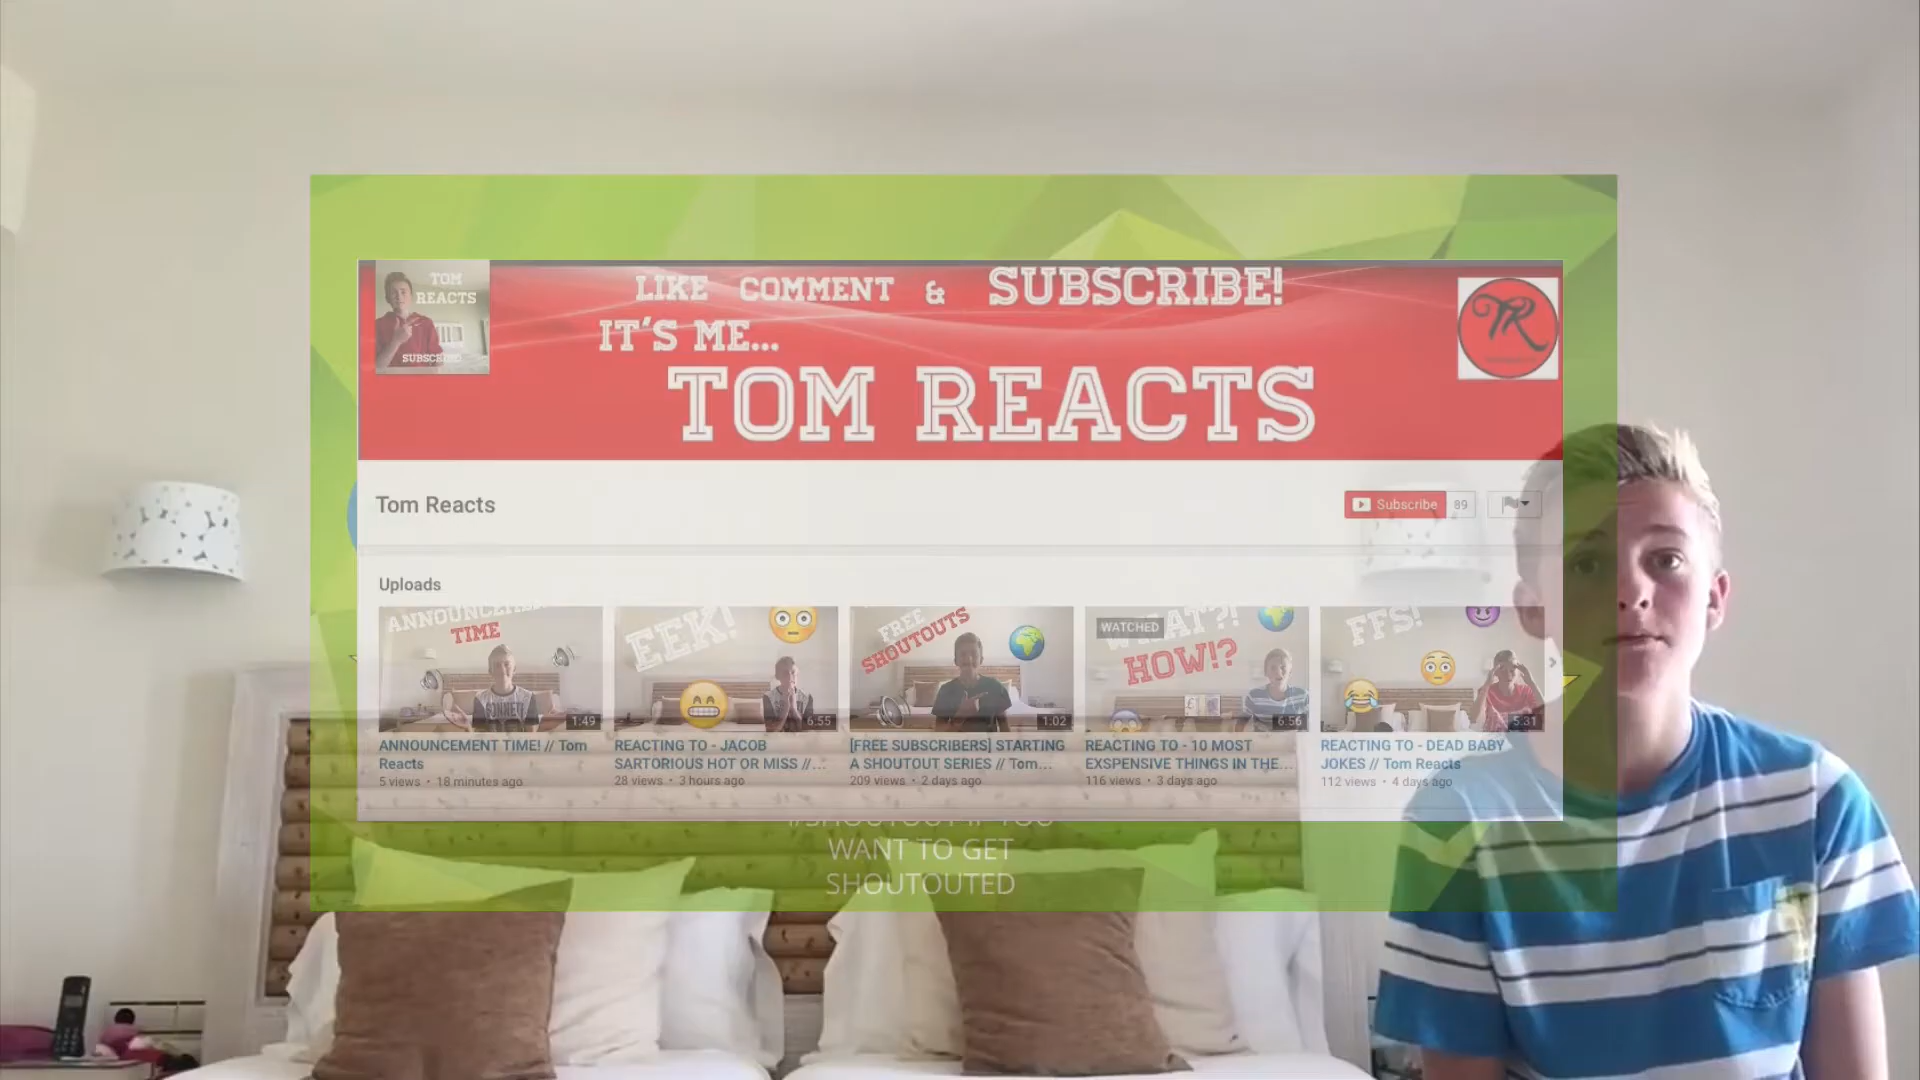 TOM
REACTS
SUBSCRIBE
LIKE COMMENT & SUBSCRIBE!
IT'S ME...
TOM REACTS
TR
Tom Reacts
Subscribe 89
Uploads
ANNOUNCEMENT
TIME
1:49
ANNOUNCEMENT TIME! // Tom
Reacts
5 views • 18 minutes ago
EEK!
6:55
REACTING TO - JACOB
SARTORIOUS HOT OR MISS //...
28 views • 3 hours ago
FREE
SHOUTOUTS
1:02
[FREE SUBSCRIBERS] STARTING
A SHOUTOUT SERIES // Tom...
209 views • 2 days ago
WATCHED
WHAT?!
HOW!?
6:56
REACTING TO - 10 MOST
EXSPENSIVE THINGS IN THE...
116 views • 3 days ago
FFS!
5:31
REACTING TO - DEAD BABY
JOKES // Tom Reacts
112 views • 4 days ago
#SHOUTOUT IF YOU
WANT TO GET
SHOUTOUTED